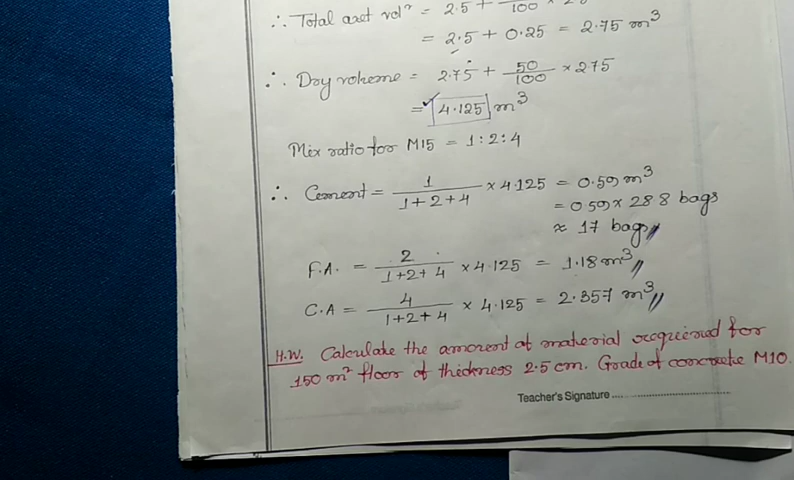 ∴ Total wet volⁿ = 2.5 + /100 × 2.5
= 2.5 + 0.25 = 2.75 m³
∴ Dry volume = 2.75 + 50/100 × 2.75
= 4.125 m³
Mix ratio for M15 = 1:2:4
∴ Cement = 1/1+2+4 × 4.125 = 0.59 m³
= 0.59 × 28.8 bags
≈ 17 bags
F.A. = 2/1+2+4 × 4.125 = 1.18 m³
C.A = 4/1+2+4 × 4.125 = 2.357 m³
H.W. Calculate the amount of material required for
150 m² floor of thickness 2.5 cm. Grade of concrete M10.
Teacher's Signature